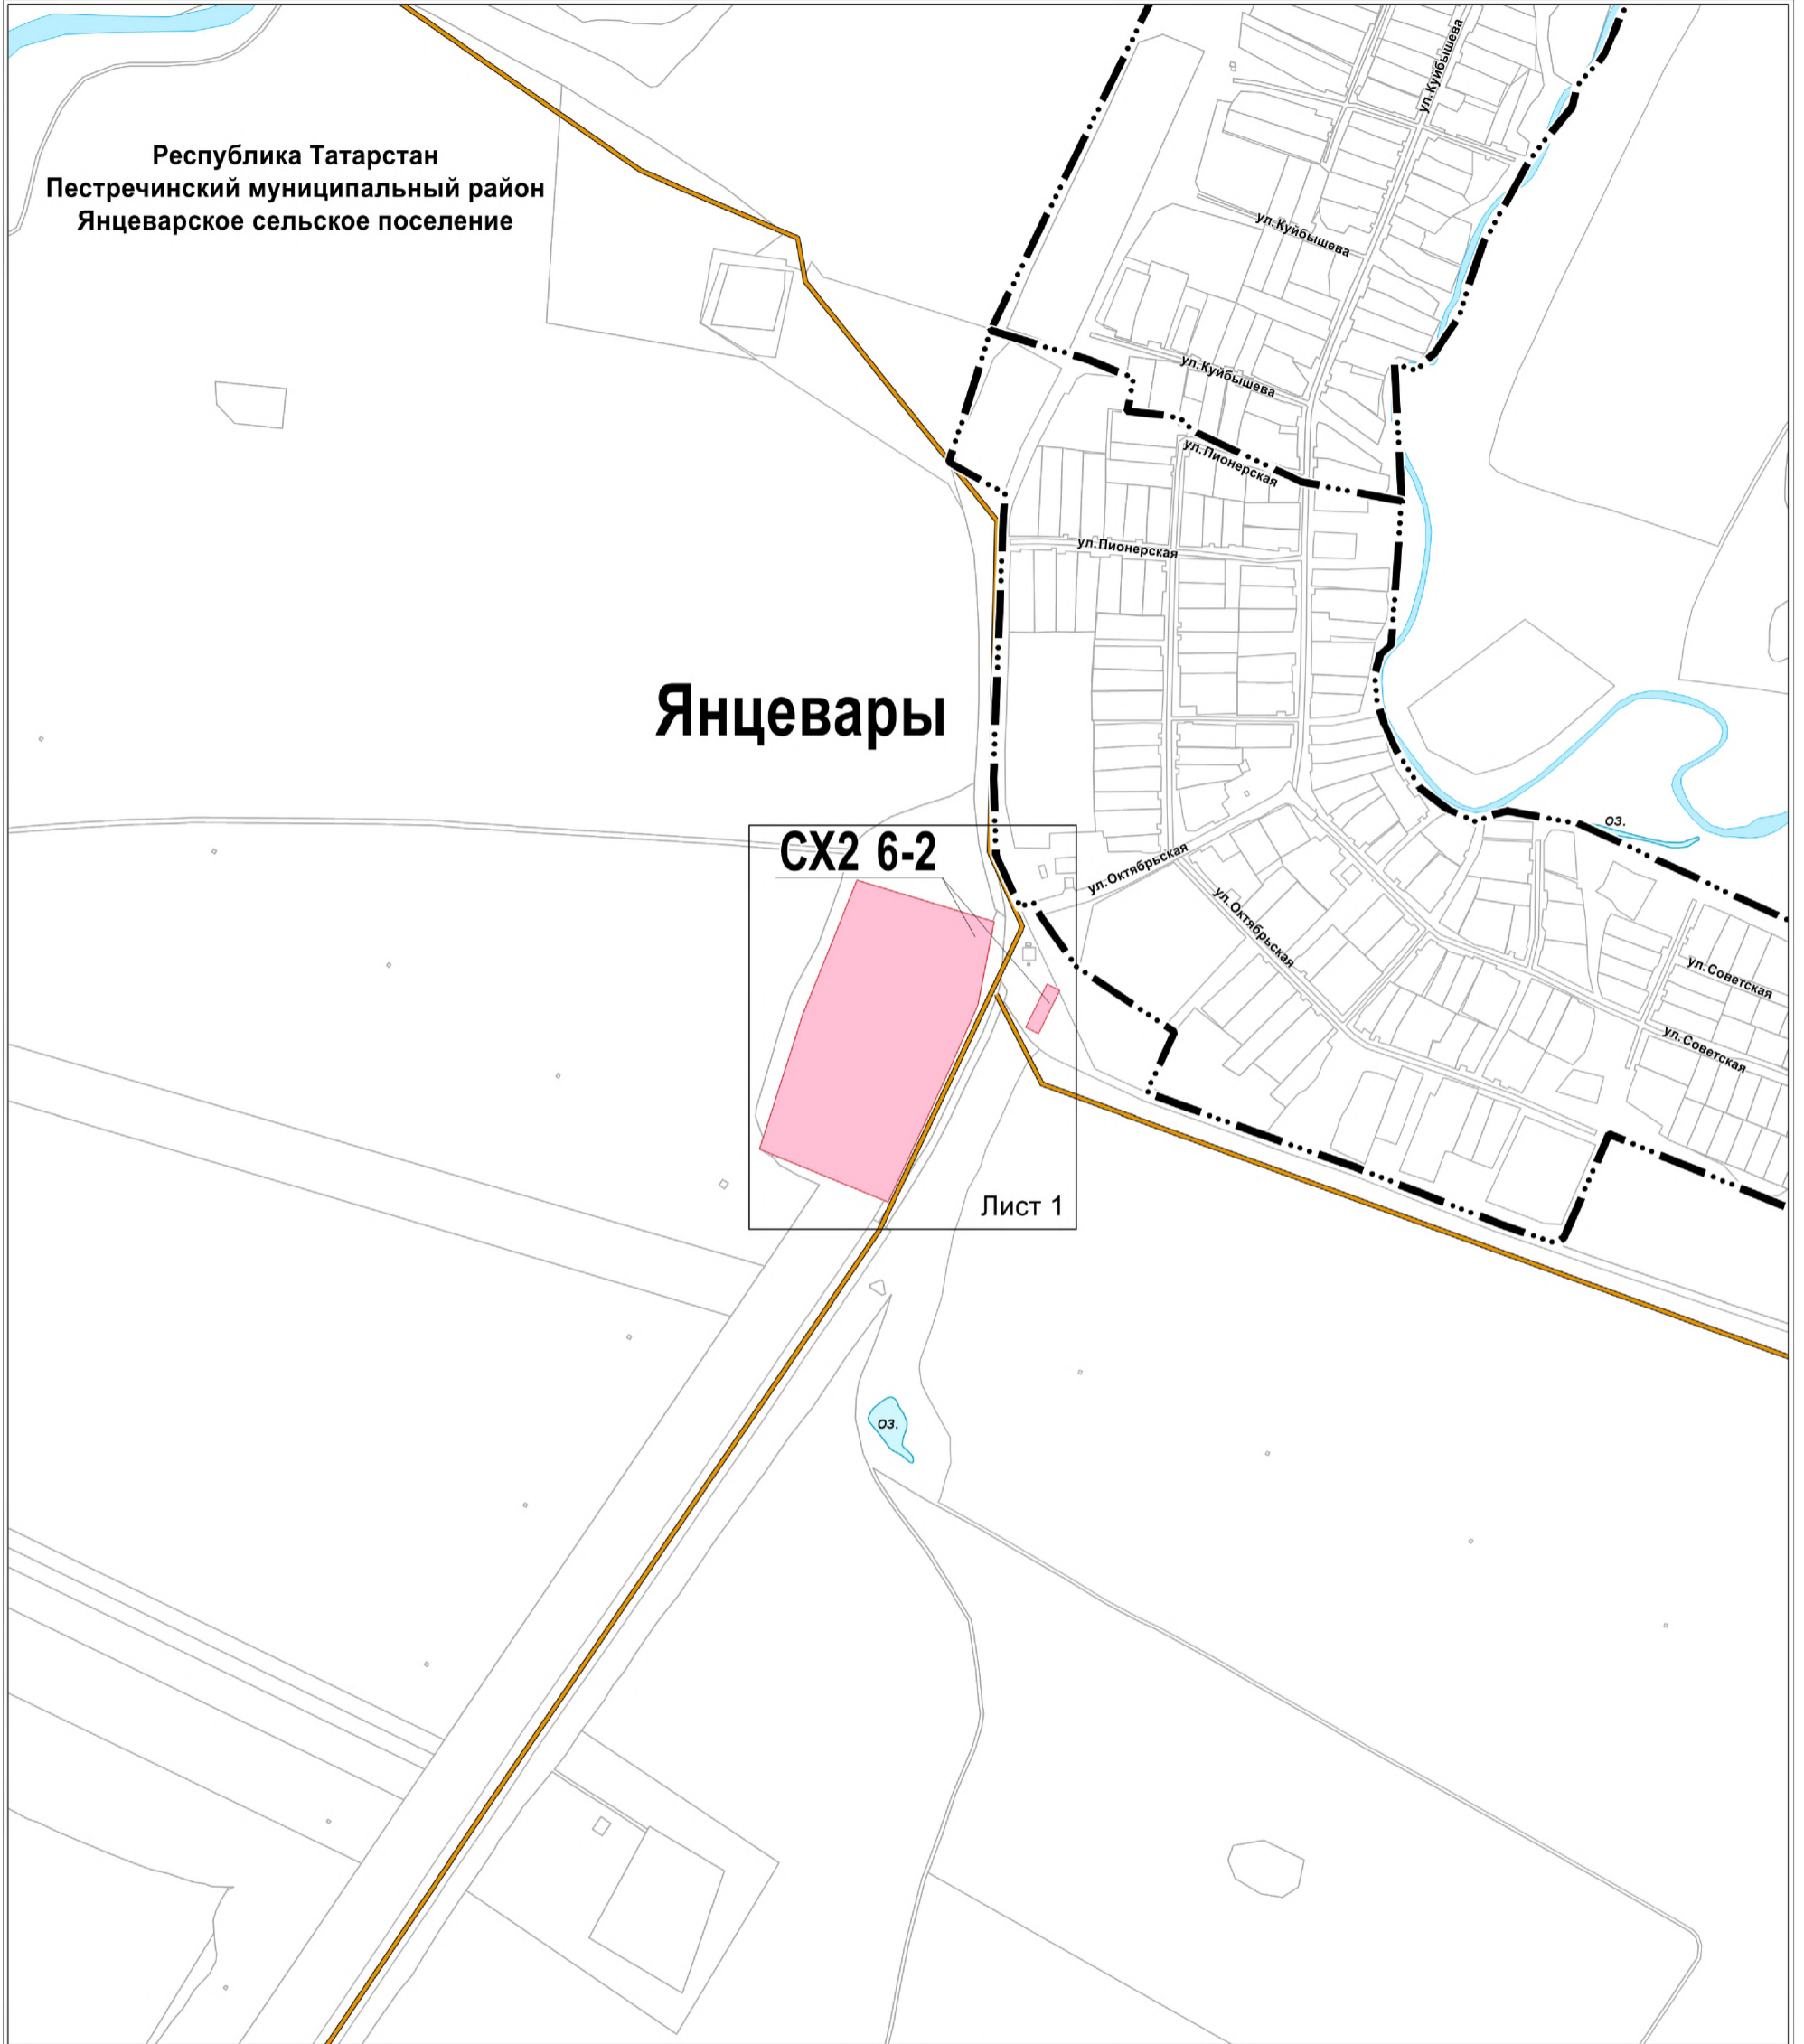 ул.Куйбышева
Республика Татарстан
Пестречинский муниципальный район
Янцеварское сельское поселение
ул.Куйбышева
ул.Куйбышева
ул.Пионерская
ул.Пионерская
Янцевары
оз.
СХ2 6-2
ул.Октябрьская
ул.Октябрьская
ул.Советская
ул.Советская
Лист 1
оз.